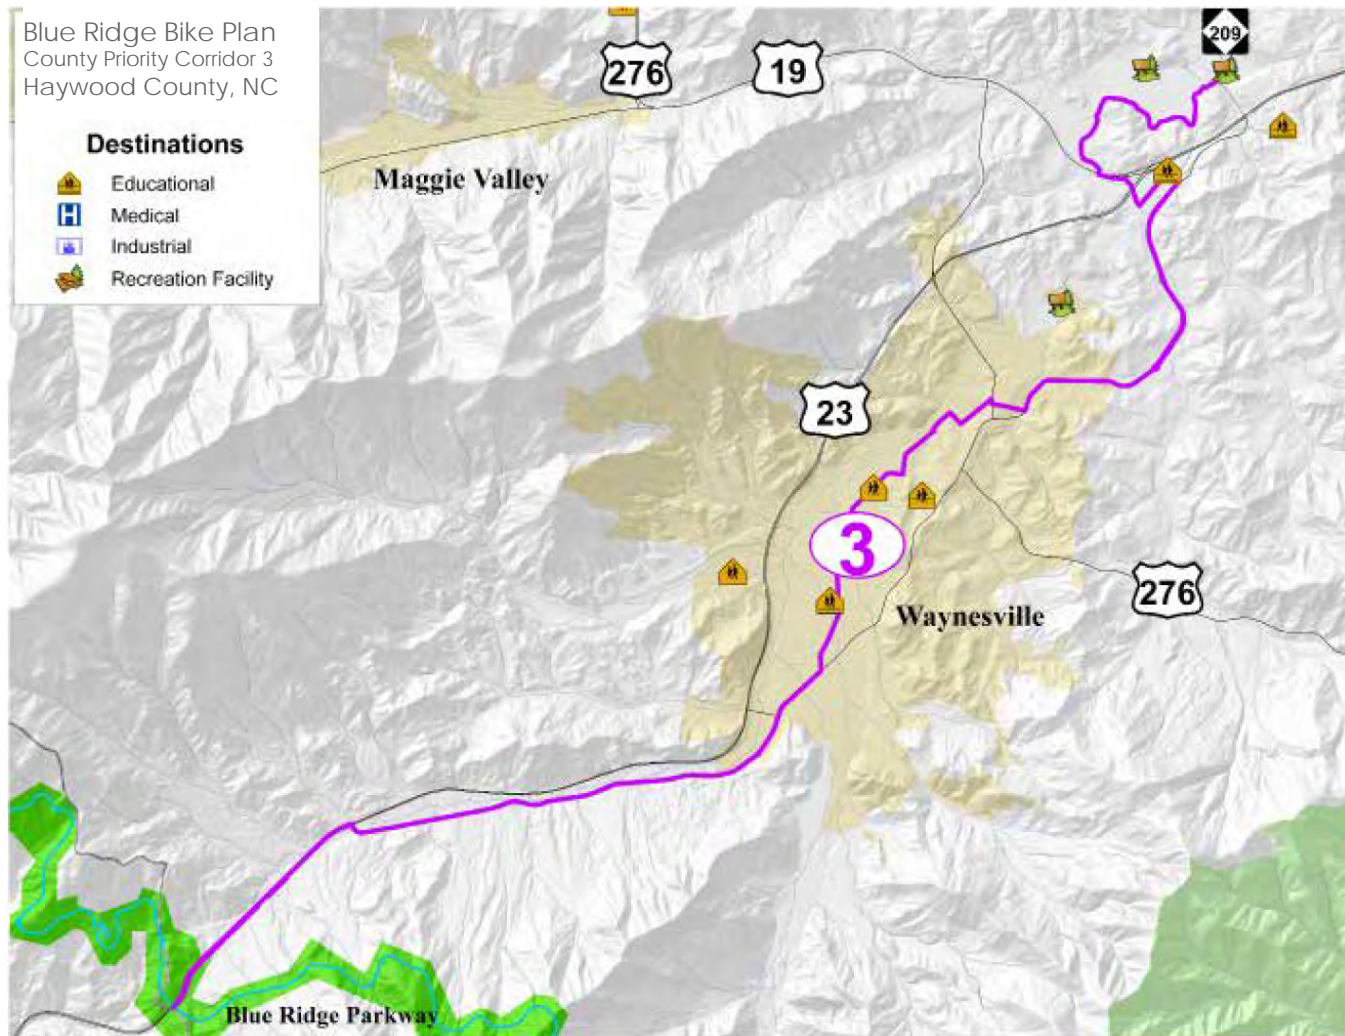 Blue Ridge Bike Plan
County Priority Corridor 3
Haywood County, NC
Destinations
Educational
H Medical
Industrial
Recreation Facility
276
19
209
Maggie Valley
23
3
276
Waynesville
Blue Ridge Parkway